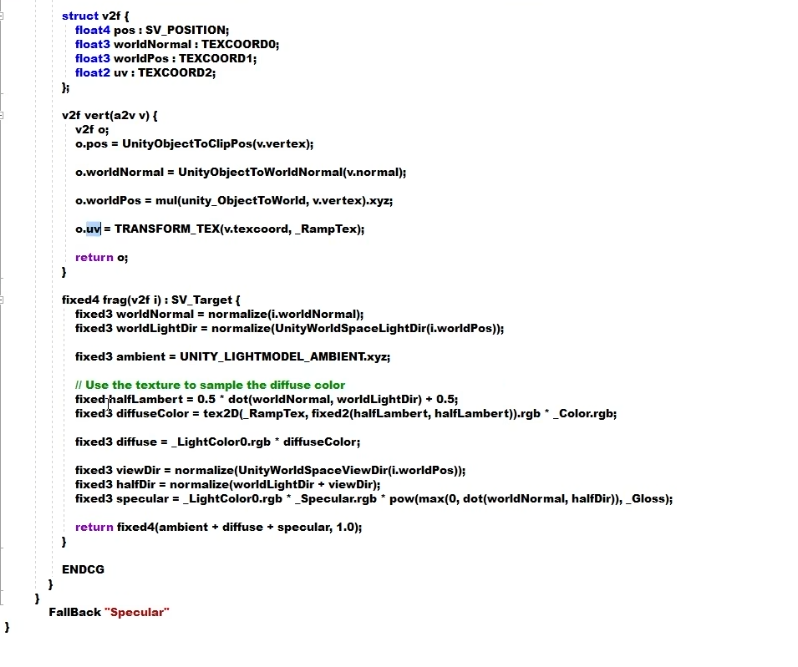 struct v2f {
float4 pos : SV_POSITION;
float3 worldNormal : TEXCOORD0;
float3 worldPos : TEXCOORD1;
float2 uv : TEXCOORD2;
};
v2f vert(a2v v) {
v2f o;
o.pos = UnityObjectToClipPos(v.vertex);
o.worldNormal = UnityObjectToWorldNormal(v.normal);
o.worldPos = mul(unity_ObjectToWorld, v.vertex).xyz;
o.uv = TRANSFORM_TEX(v.texcoord, _RampTex);
return o;
}
fixed4 frag(v2f i) : SV_Target {
fixed3 worldNormal = normalize(i.worldNormal);
fixed3 worldLightDir = normalize(UnityWorldSpaceLightDir(i.worldPos));
fixed3 ambient = UNITY_LIGHTMODEL_AMBIENT.xyz;
// Use the texture to sample the diffuse color
fixed halfLambert = 0.5 * dot(worldNormal, worldLightDir) + 0.5;
fixed3 diffuseColor = tex2D(_RampTex, fixed2(halfLambert, halfLambert)).rgb * _Color.rgb;
fixed3 diffuse = _LightColor0.rgb * diffuseColor;
fixed3 viewDir = normalize(UnityWorldSpaceViewDir(i.worldPos));
fixed3 halfDir = normalize(worldLightDir + viewDir);
fixed3 specular = _LightColor0.rgb * _Specular.rgb * pow(max(0, dot(worldNormal, halfDir)), _Gloss);
return fixed4(ambient + diffuse + specular, 1.0);
}
ENDCG
}
}
FallBack "Specular"
}